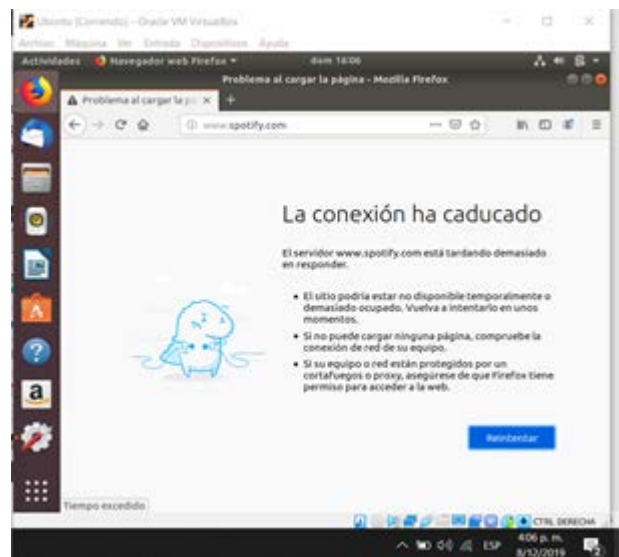 Ubuntu [Corriendo] - Oracle VM VirtualBox
Archivo Máquina Ver Entrada Dispositivos Ayuda
Actividades Navegador web Firefox dom 16:06
Problema al cargar la página - Mozilla Firefox
Problema al cargar la p
www.spotify.com
La conexión ha caducado
El servidor www.spotify.com está tardando demasiado
en responder.
El sitio podría estar no disponible temporalmente o
demasiado ocupado. Vuelva a intentarlo en unos
momentos.
Si no puede cargar ninguna página, compruebe la
conexión de red de su equipo.
Si su equipo o red están protegidos por un
cortafuegos o proxy, asegúrese de que Firefox tiene
permiso para acceder a la web.
Reintentar
Tiempo excedido
CTRL DERECHA
ESP
4:06 p. m.
8/12/2019